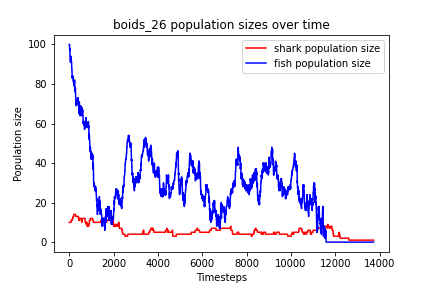 boids_26 population sizes over time
shark population size
fish population size
Population size
100
80
60
40
20
0
0 2000 4000 6000 8000 10000 12000 14000
Timesteps